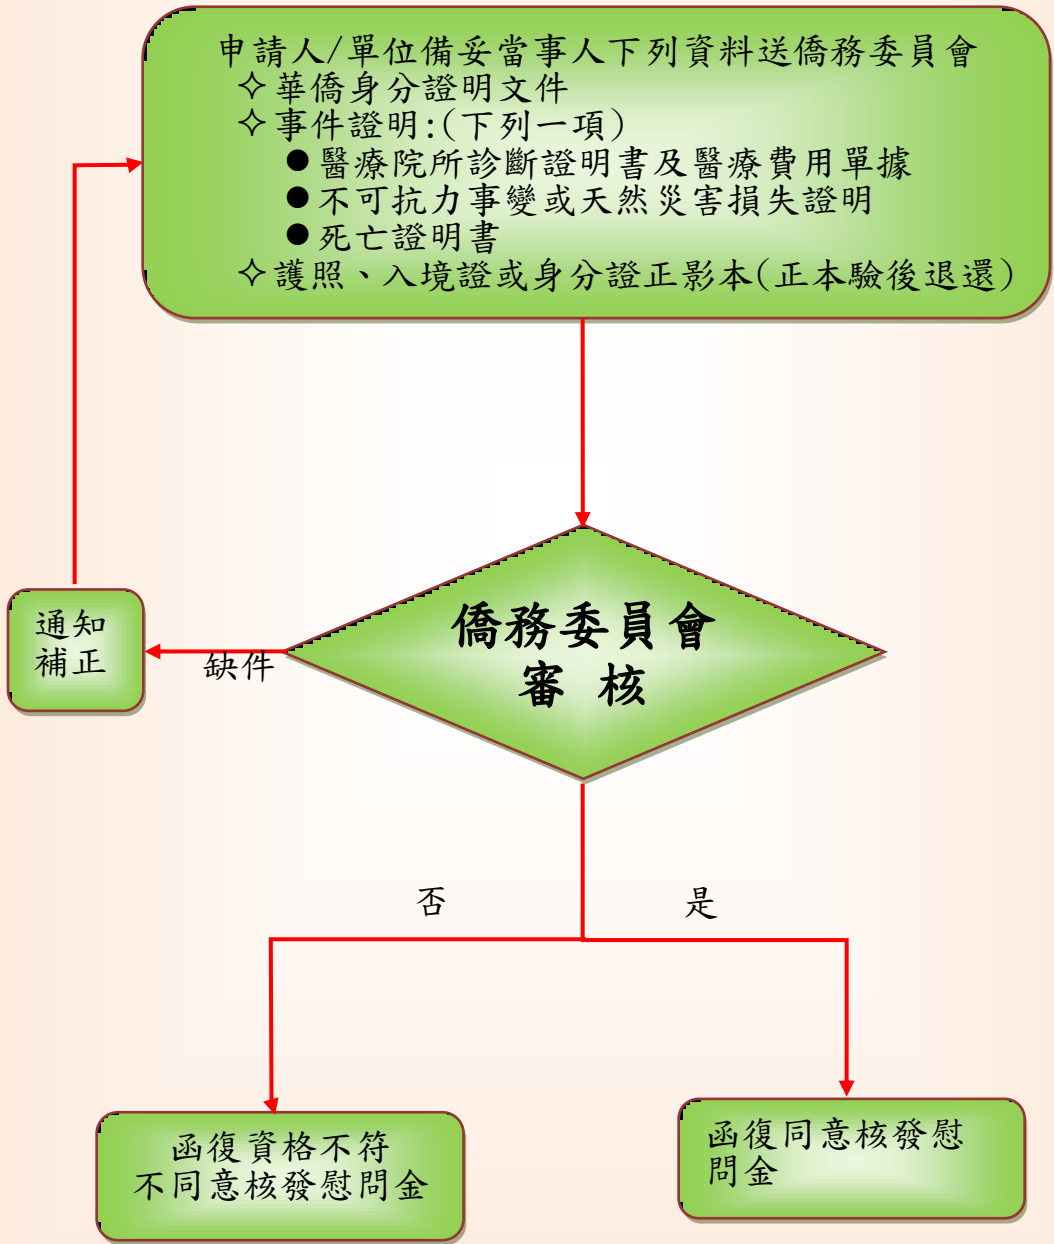 申請人/單位備妥當事人下列資料送僑務委員會
✧華僑身分證明文件
✧事件證明:(下列一項)
●醫療院所診斷證明書及醫療費用單據
●不可抗力事變或天然災害損失證明
●死亡證明書
✧護照、入境證或身分證正影本(正本驗後退還)
僑務委員會
審 核
通知
補正
缺件
否
是
函復資格不符
不同意核發慰問金
函復同意核發慰
問金